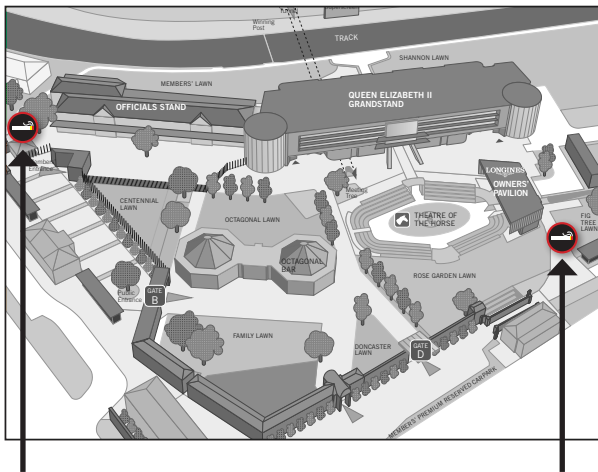 Winning
Post
TRACK
SHANNON LAWN
MEMBERS' LAWN
QUEEN ELIZABETH II
GRANDSTAND
OFFICIALS STAND
Members
Entrance
LONGINES
OWNERS'
PAVILION
Meeting
Tree
CENTENNIAL
LAWN
OCTAGONAL LAWN
THEATRE OF
THE HORSE
FIG
TREE
LAWN
OCTAGONAL
BAR
ROSE GARDEN LAWN
Public
Entrance
GATE
B
FAMILY LAWN
DONCASTER
LAWN
GATE
D
MEMBERS' PREMIUM RESERVED CAR PARK